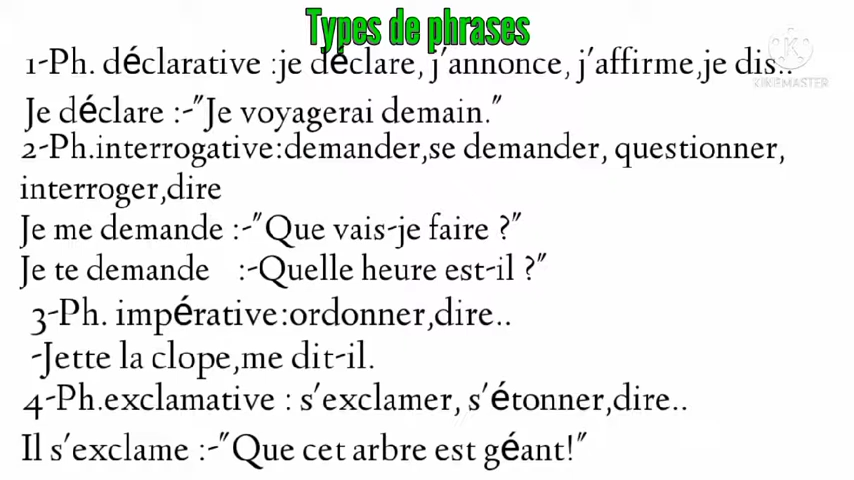 Types de phrases
1-Ph. déclarative :je déclare, j'annonce, j'affirme,je dis..
KINEMASTER
Je déclare :-"Je voyagerai demain."
2-Ph.interrogative:demander,se demander, questionner,
interroger,dire
Je me demande :-"Que vais-je faire ?"
Je te demande :-Quelle heure est-il ?"
3-Ph. impérative:ordonner,dire..
-Jette la clope,me dit-il.
4-Ph.exclamative : s'exclamer, s'étonner,dire..
Il s'exclame :-"Que cet arbre est géant!"